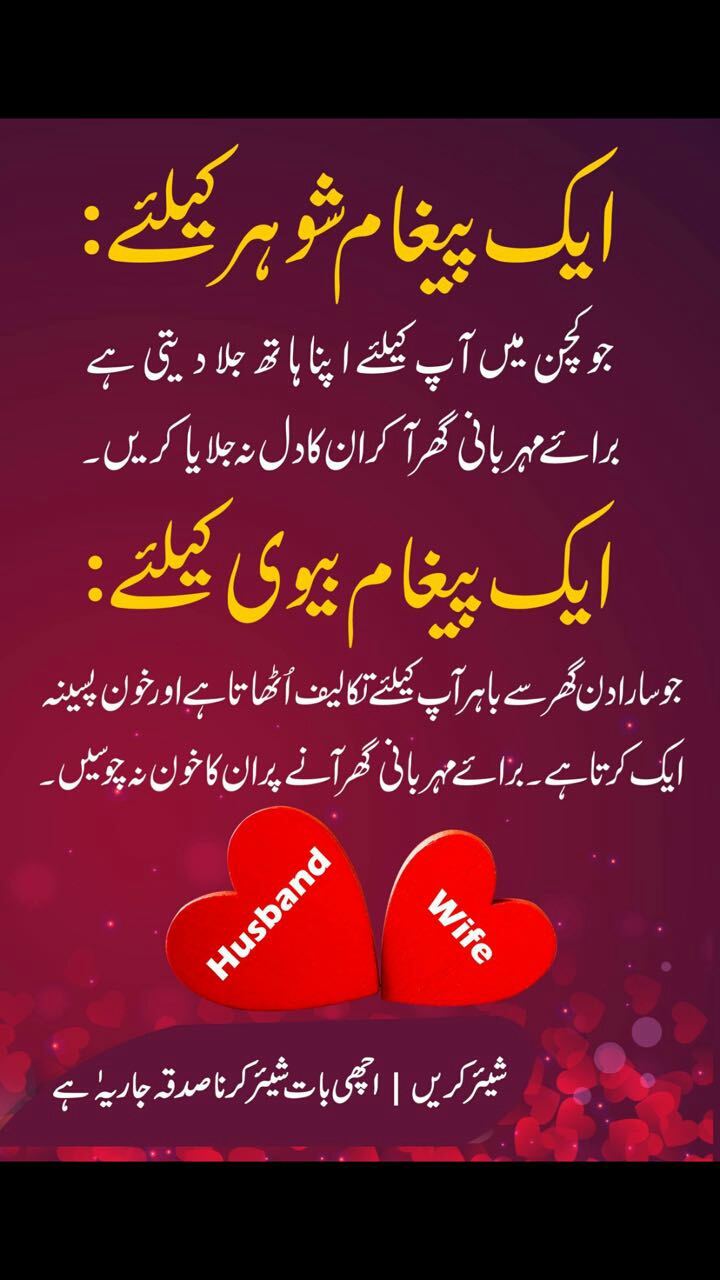 ایک پیغام شوہر کیلئے:
جو کچن میں آپ کیلئے اپنا ہاتھ جلا دیتی ہے
برائے مہربانی گھر آ کر ان کا دل نہ جلایا کریں۔
ایک پیغام بیوی کیلئے:
جو سارا دن گھر سے باہر آپ کیلئے تکالیف اُٹھاتا ہے اور خون پسینہ
ایک کرتا ہے۔ برائے مہربانی گھر آنے پر ان کا خون نہ چوسیں۔
Husband
Wife
شیئر کریں | اچھی بات شیئر کرنا صدقہ جاریہٰ ہے